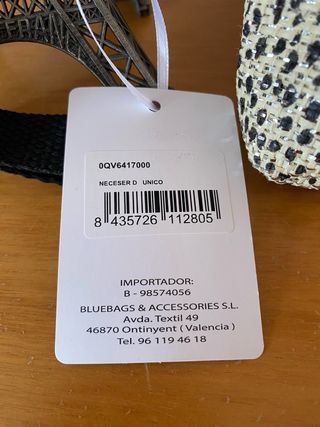 0QV6417000
NECESER D UNICO
8 435726 112805
IMPORTADOR:
B - 98574056
BLUEBAGS & ACCESSORIES S.L.
Avda. Textil 49
46870 Ontinyent ( Valencia )
Tel. 96 119 46 18